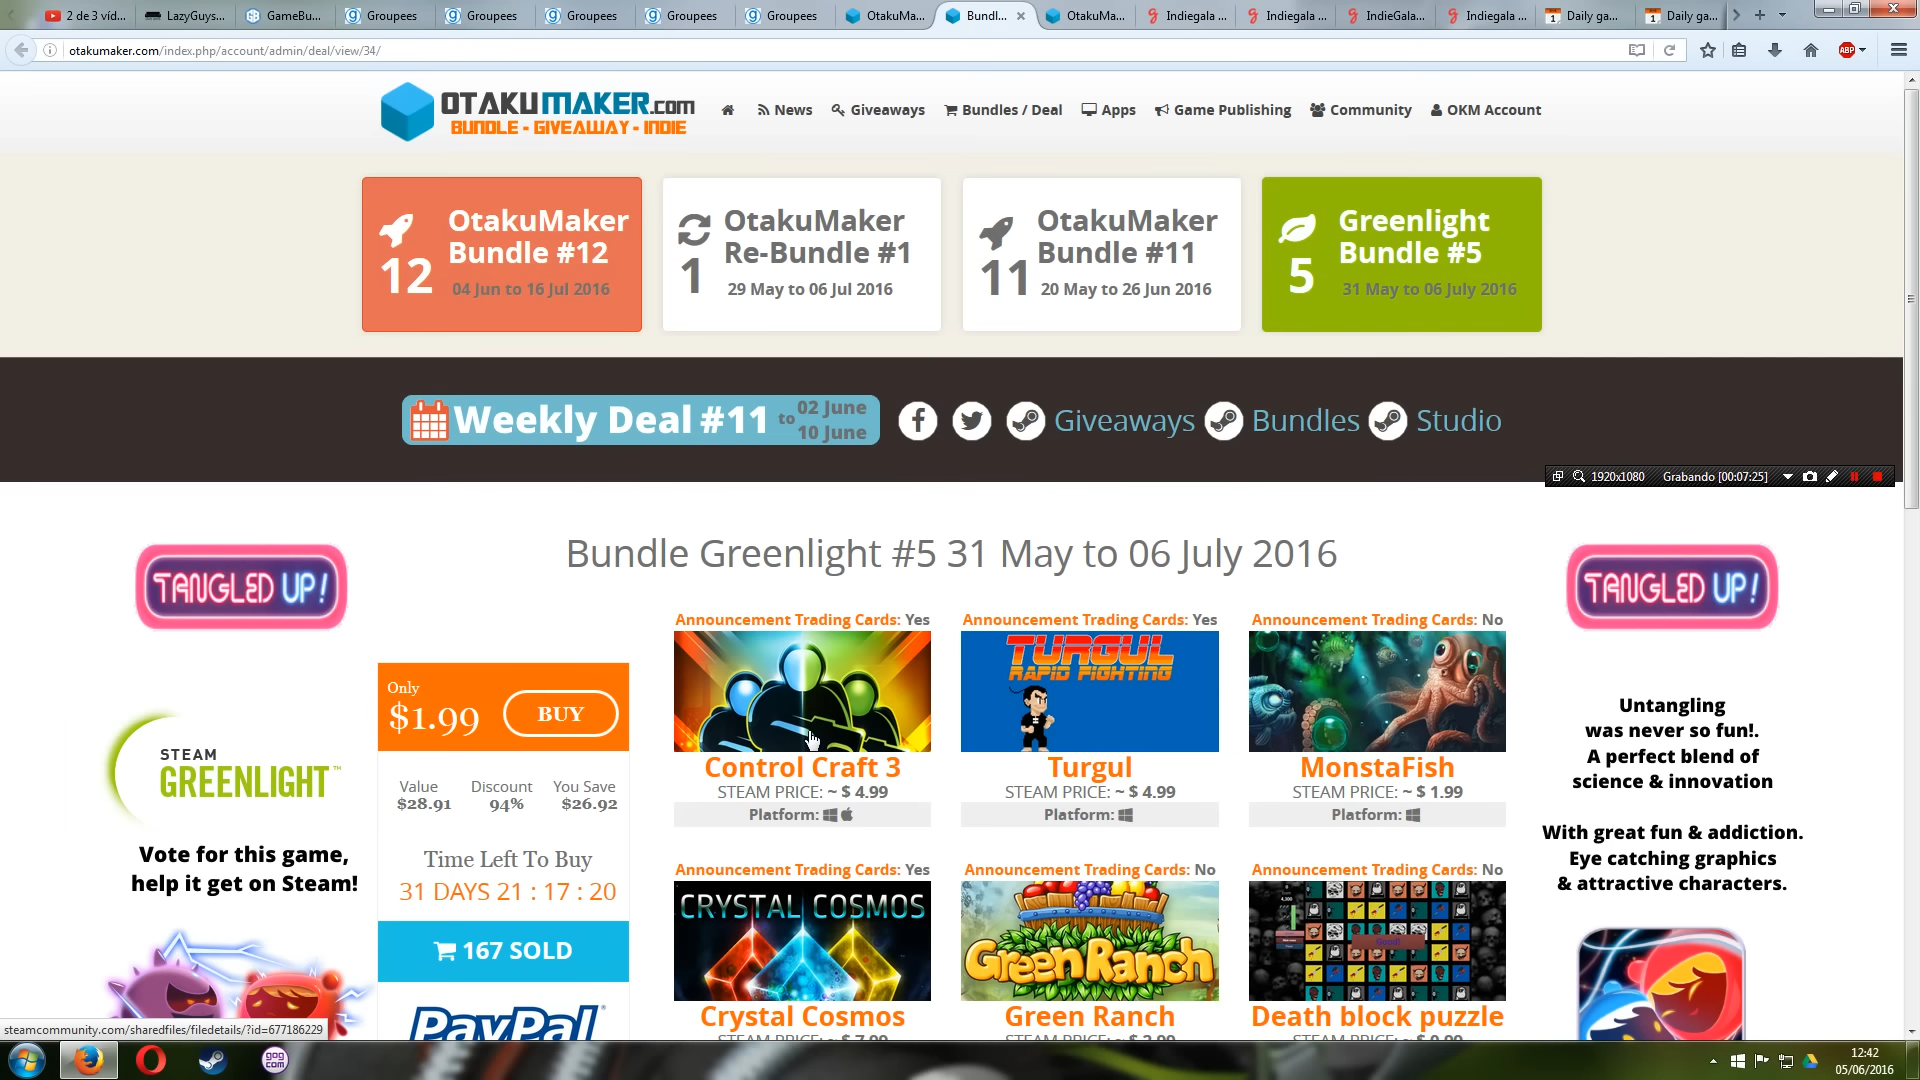 2 de 3 víd...
LazyGuys...
GameBu...
Groupees
Groupees
Groupees
Groupees
Groupees
OtakuMa...
Bundl...
OtakuMa...
Indiegala ...
Indiegala ...
IndieGala...
Indiegala ...
Daily ga...
Daily ga...
otakumaker.com/index.php/account/admin/deal/view/34/
ABP
OTAKUMAKER.com
BUNDLE - GIVEAWAY - INDIE
News
Giveaways
Bundles / Deal
Apps
Game Publishing
Community
OKM Account
12
OtakuMaker
Bundle #12
04 Jun to 16 Jul 2016
1
OtakuMaker
Re-Bundle #1
29 May to 06 Jul 2016
11
OtakuMaker
Bundle #11
20 May to 26 Jun 2016
5
Greenlight
Bundle #5
31 May to 06 July 2016
Weekly Deal #11 to 02 June
10 June
Giveaways
Bundles
Studio
1920x1080 Grabando [00:07:25]
Bundle Greenlight #5 31 May to 06 July 2016
TANGLED UP!
STEAM
GREENLIGHT™
Vote for this game,
help it get on Steam!
Only
$1.99
BUY
Value
$28.91
Discount
94%
You Save
$26.92
Time Left To Buy
31 DAYS 21 : 17 : 20
167 SOLD
PayPal
Announcement Trading Cards: Yes
Control Craft 3
STEAM PRICE: ~ $ 4.99
Platform:
Announcement Trading Cards: Yes
TURGUL
RAPID FIGHTING
Turgul
STEAM PRICE: ~ $ 4.99
Platform:
Announcement Trading Cards: No
MonstaFish
STEAM PRICE: ~ $ 1.99
Platform:
Announcement Trading Cards: Yes
CRYSTAL COSMOS
Crystal Cosmos
STEAM PRICE: ~ $ 7.99
Announcement Trading Cards: No
Green Ranch
Green Ranch
STEAM PRICE: ~ $ 2.99
Announcement Trading Cards: No
Good!
Death block puzzle
STEAM PRICE: ~ $ 0.99
TANGLED UP!
Untangling
was never so fun!.
A perfect blend of
science & innovation
With great fun & addiction.
Eye catching graphics
& attractive characters.
steamcommunity.com/sharedfiles/filedetails/?id=677186229
gog
com
12:42
05/06/2016